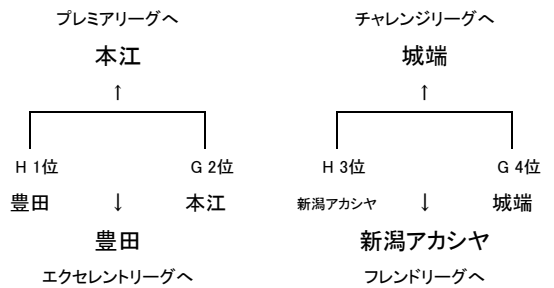 プレミアリーグへ
本江
↑
H 1位 G 2位
豊田 ↓ 本江
豊田
エクセレントリーグへ
チャレンジリーグへ
城端
↑
H 3位 G 4位
新潟アカシヤ ↓ 城端
新潟アカシヤ
フレンドリーグへ